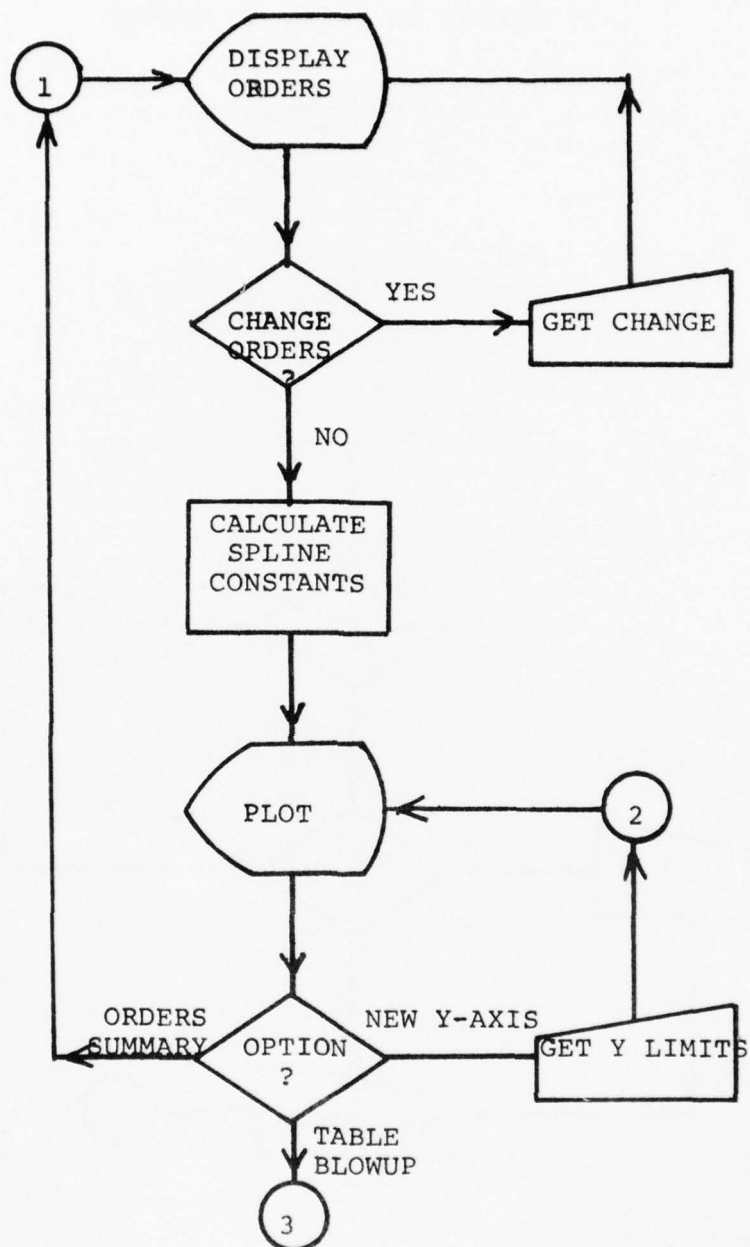 1
DISPLAY
ORDERS
YES
CHANGE
ORDERS
?
GET CHANGE
NO
CALCULATE
SPLINE
CONSTANTS
PLOT
2
ORDERS
SUMMARY
OPTION
?
NEW Y-AXIS
GET Y LIMITS
TABLE
BLOWUP
3